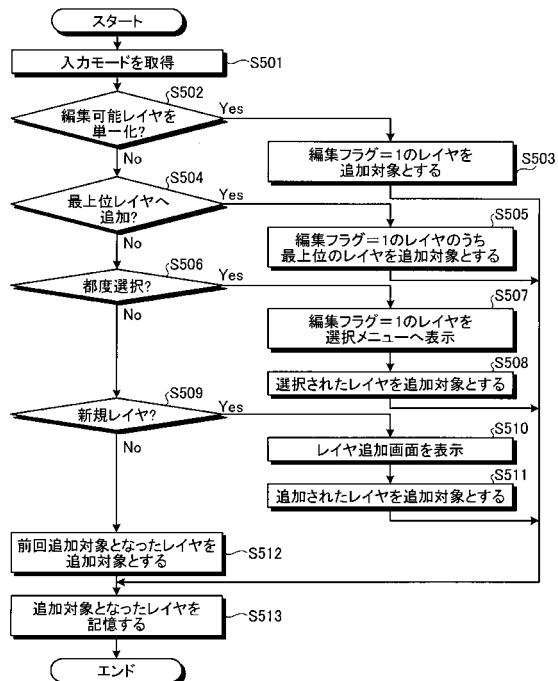 スタート
入力モードを取得
S501
編集可能レイヤを
単一化?
S502
Yes
No
編集フラグ=1のレイヤを
追加対象とする
S503
最上位レイヤへ
追加?
S504
Yes
No
編集フラグ=1のレイヤのうち
最上位のレイヤを追加対象とする
S505
都度選択?
S506
Yes
No
編集フラグ=1のレイヤを
選択メニューへ表示
S507
選択されたレイヤを追加対象とする
S508
新規レイヤ?
S509
Yes
No
レイヤ追加画面を表示
S510
追加されたレイヤを追加対象とする
S511
前回追加対象となったレイヤを
追加対象とする
S512
追加対象となったレイヤを
記憶する
S513
エンド